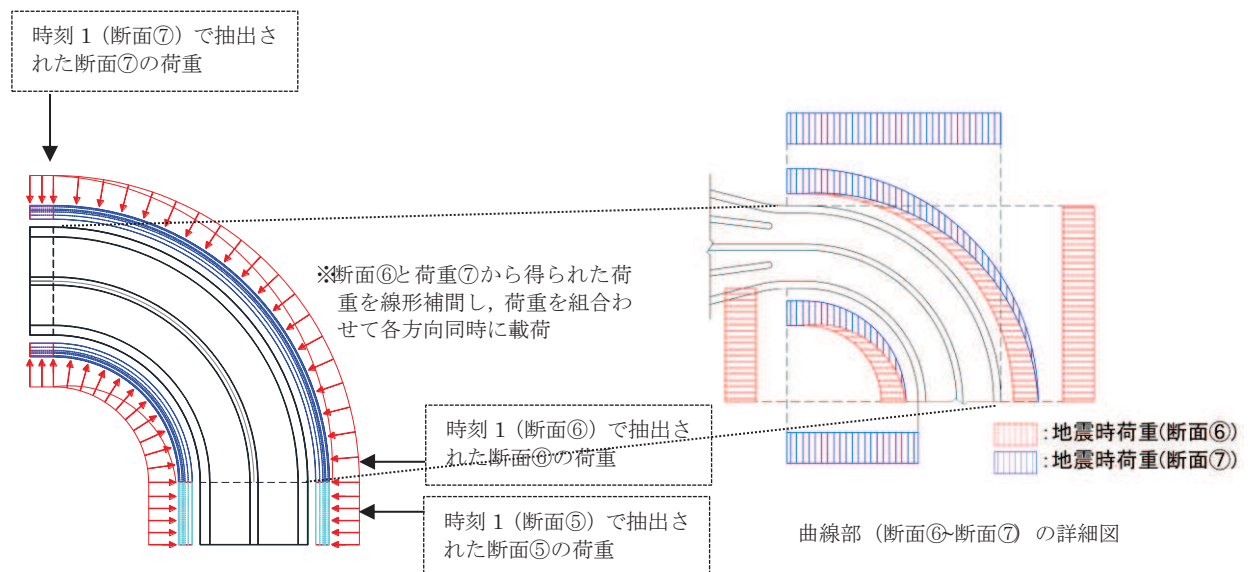 時刻 1（断面⑦）で抽出さ
れた断面⑦の荷重
※断面⑥と荷重⑦から得られた荷
重を線形補間し, 荷重を組合わ
せて各方向同時に載荷
時刻 1（断面⑥）で抽出さ
れた断面⑥の荷重
時刻 1（断面⑤）で抽出さ
れた断面⑤の荷重
:地震時荷重(断面⑥)
:地震時荷重(断面⑦)
曲線部（断面⑥~断面⑦）の詳細図